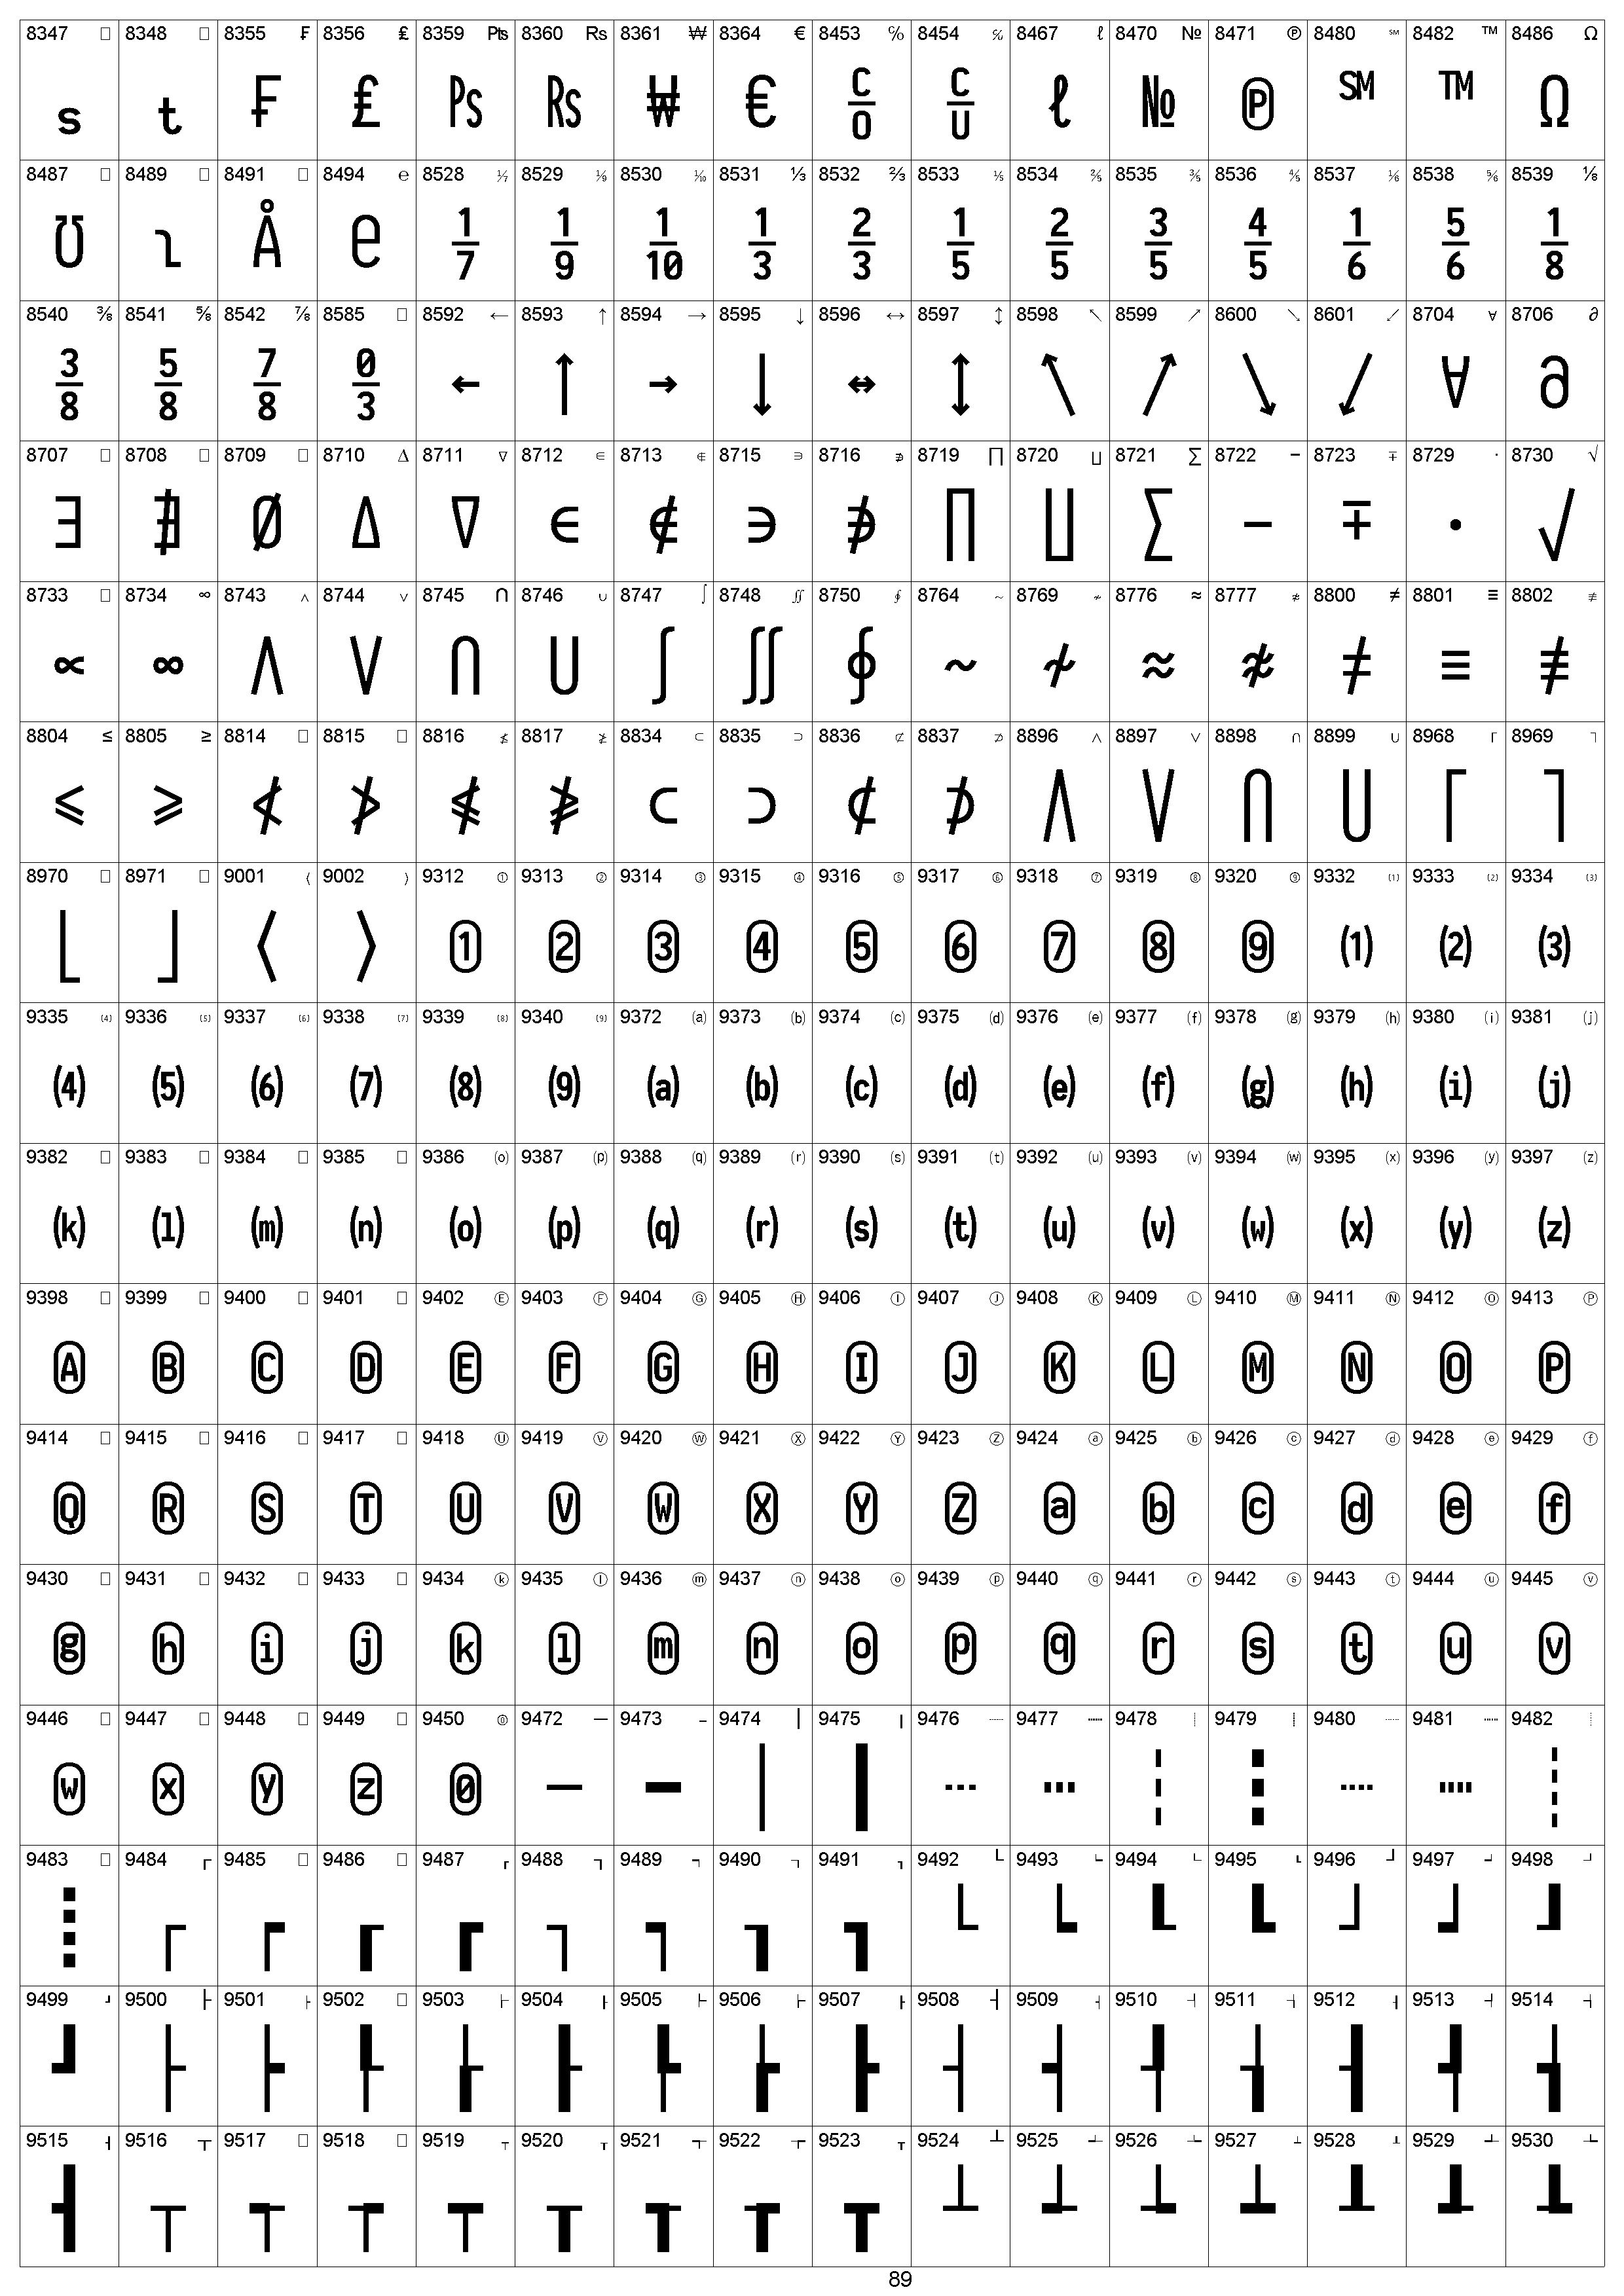 8347 □ 8348 □ 8355 ₣ 8356 ₤ 8359 ₧ 8360 ₨ 8361 ₩ 8364 € 8453 ℅ 8454 ℆ 8467 ℓ 8470 № 8471 ℗ 8480 ℠ 8482 ™ 8486 Ω
ₛ ₜ ₣ ₤ ₧ ₨ ₩ € ℅ ℆ ℓ № ℗ ℠ ™ Ω
8487 □ 8489 □ 8491 □ 8494 ℮ 8528 ⅐ 8529 ⅑ 8530 ⅒ 8531 ⅓ 8532 ⅔ 8533 ⅕ 8534 ⅖ 8535 ⅗ 8536 ⅘ 8537 ⅙ 8538 ⅚ 8539 ⅛
℧ ℩ Å ℮ ⅐ ⅑ ⅒ ⅓ ⅔ ⅕ ⅖ ⅗ ⅘ ⅙ ⅚ ⅛
8540 ⅜ 8541 ⅝ 8542 ⅞ 8585 □ 8592 ← 8593 ↑ 8594 → 8595 ↓ 8596 ↔ 8597 ↕ 8598 ↖ 8599 ↗ 8600 ↘ 8601 ↙ 8704 ∀ 8706 ∂
⅜ ⅝ ⅞ ↉ ← ↑ → ↓ ↔ ↕ ↖ ↗ ↘ ↙ ∀ ∂
8707 □ 8708 □ 8709 □ 8710 ∆ 8711 ∇ 8712 ∈ 8713 ∉ 8715 ∋ 8716 ∌ 8719 ∏ 8720 ∐ 8721 ∑ 8722 − 8723 ∓ 8729 ∙ 8730 √
∃ ∄ ∅ ∆ ∇ ∈ ∉ ∋ ∌ ∏ ∐ ∑ − ∓ ∙ √
8733 □ 8734 ∞ 8743 ∧ 8744 ∨ 8745 ∩ 8746 ∪ 8747 ∫ 8748 ∬ 8750 ∮ 8764 ∼ 8769 ≁ 8776 ≈ 8777 ≉ 8800 ≠ 8801 ≡ 8802 ≢
∝ ∞ ∧ ∨ ∩ ∪ ∫ ∬ ∮ ∼ ≁ ≈ ≉ ≠ ≡ ≢
8804 ≤ 8805 ≥ 8814 □ 8815 □ 8816 ≰ 8817 ≱ 8834 ⊂ 8835 ⊃ 8836 ⊄ 8837 ⊅ 8896 ⋀ 8897 ⋁ 8898 ⋂ 8899 ⋃ 8968 ⌈ 8969 ⌉
≤ ≥ ≮ ≯ ≰ ≱ ⊂ ⊃ ⊄ ⊅ ⋀ ⋁ ⋂ ⋃ ⌈ ⌉
8970 □ 8971 □ 9001 〈 9002 〉 9312 ① 9313 ② 9314 ③ 9315 ④ 9316 ⑤ 9317 ⑥ 9318 ⑦ 9319 ⑧ 9320 ⑨ 9332 ⑴ 9333 ⑵ 9334 ⑶
⌊ ⌋ 〈 〉 ① ② ③ ④ ⑤ ⑥ ⑦ ⑧ ⑨ ⑴ ⑵ ⑶
9335 ⑷ 9336 ⑸ 9337 ⑹ 9338 ⑺ 9339 ⑻ 9340 ⑼ 9372 ⒜ 9373 ⒝ 9374 ⒞ 9375 ⒟ 9376 ⒠ 9377 ⒡ 9378 ⒢ 9379 ⒣ 9380 ⒤ 9381 ⒥
⑷ ⑸ ⑹ ⑺ ⑻ ⑼ ⒜ ⒝ ⒞ ⒟ ⒠ ⒡ ⒢ ⒣ ⒤ ⒥
9382 □ 9383 □ 9384 □ 9385 □ 9386 ⒪ 9387 ⒫ 9388 ⒬ 9389 ⒭ 9390 ⒮ 9391 ⒯ 9392 ⒰ 9393 ⒱ 9394 ⒲ 9395 ⒳ 9396 ⒴ 9397 ⒵
⒦ ⒧ ⒨ ⒩ ⒪ ⒫ ⒬ ⒭ ⒮ ⒯ ⒰ ⒱ ⒲ ⒳ ⒴ ⒵
9398 □ 9399 □ 9400 □ 9401 □ 9402 Ⓔ 9403 Ⓕ 9404 Ⓖ 9405 Ⓗ 9406 Ⓘ 9407 Ⓙ 9408 Ⓚ 9409 Ⓛ 9410 Ⓜ 9411 Ⓝ 9412 Ⓞ 9413 Ⓟ
Ⓐ Ⓑ Ⓒ Ⓓ Ⓔ Ⓕ Ⓖ Ⓗ Ⓘ Ⓙ Ⓚ Ⓛ Ⓜ Ⓝ Ⓞ Ⓟ
9414 □ 9415 □ 9416 □ 9417 □ 9418 Ⓤ 9419 Ⓥ 9420 Ⓦ 9421 Ⓧ 9422 Ⓨ 9423 Ⓩ 9424 ⓐ 9425 ⓑ 9426 ⓒ 9427 ⓓ 9428 ⓔ 9429 ⓕ
Ⓠ Ⓡ Ⓢ Ⓣ Ⓤ Ⓥ Ⓦ Ⓧ Ⓨ Ⓩ ⓐ ⓑ ⓒ ⓓ ⓔ ⓕ
9430 □ 9431 □ 9432 □ 9433 □ 9434 ⓚ 9435 ⓛ 9436 ⓜ 9437 ⓝ 9438 ⓞ 9439 ⓟ 9440 ⓠ 9441 ⓡ 9442 ⓢ 9443 ⓣ 9444 ⓤ 9445 ⓥ
ⓖ ⓗ ⓘ ⓙ ⓚ ⓛ ⓜ ⓝ ⓞ ⓟ ⓠ ⓡ ⓢ ⓣ ⓤ ⓥ
9446 □ 9447 □ 9448 □ 9449 □ 9450 ⓪ 9472 ─ 9473 ━ 9474 │ 9475 ┃ 9476 ┄ 9477 ┅ 9478 ┆ 9479 ┇ 9480 ┈ 9481 ┉ 9482 ┊
ⓦ ⓧ ⓨ ⓩ ⓪ ─ ━ │ ┃ ┄ ┅ ┆ ┇ ┈ ┉ ┊
9483 □ 9484 ┌ 9485 □ 9486 □ 9487 ┏ 9488 ┐ 9489 ┑ 9490 ┒ 9491 ┓ 9492 └ 9493 ┕ 9494 ┖ 9495 ┗ 9496 ┘ 9497 ┙ 9498 ┚
┋ ┌ ┍ ┎ ┏ ┐ ┑ ┒ ┓ └ ┕ ┖ ┗ ┘ ┙ ┚
9499 ┛ 9500 ├ 9501 ┝ 9502 □ 9503 ┟ 9504 ┠ 9505 ┡ 9506 ┢ 9507 ┣ 9508 ┤ 9509 ┥ 9510 ┦ 9511 ┧ 9512 ┨ 9513 ┩ 9514 ┪
┛ ├ ┝ ┞ ┟ ┠ ┡ ┢ ┣ ┤ ┥ ┦ ┧ ┨ ┩ ┪
9515 ┫ 9516 ┬ 9517 □ 9518 □ 9519 ┯ 9520 ┰ 9521 ┱ 9522 ┲ 9523 ┳ 9524 ┴ 9525 ┵ 9526 ┶ 9527 ┷ 9528 ┸ 9529 ┹ 9530 ┺
┫ ┬ ┭ ┮ ┯ ┰ ┱ ┲ ┳ ┴ ┵ ┶ ┷ ┸ ┹ ┺
89